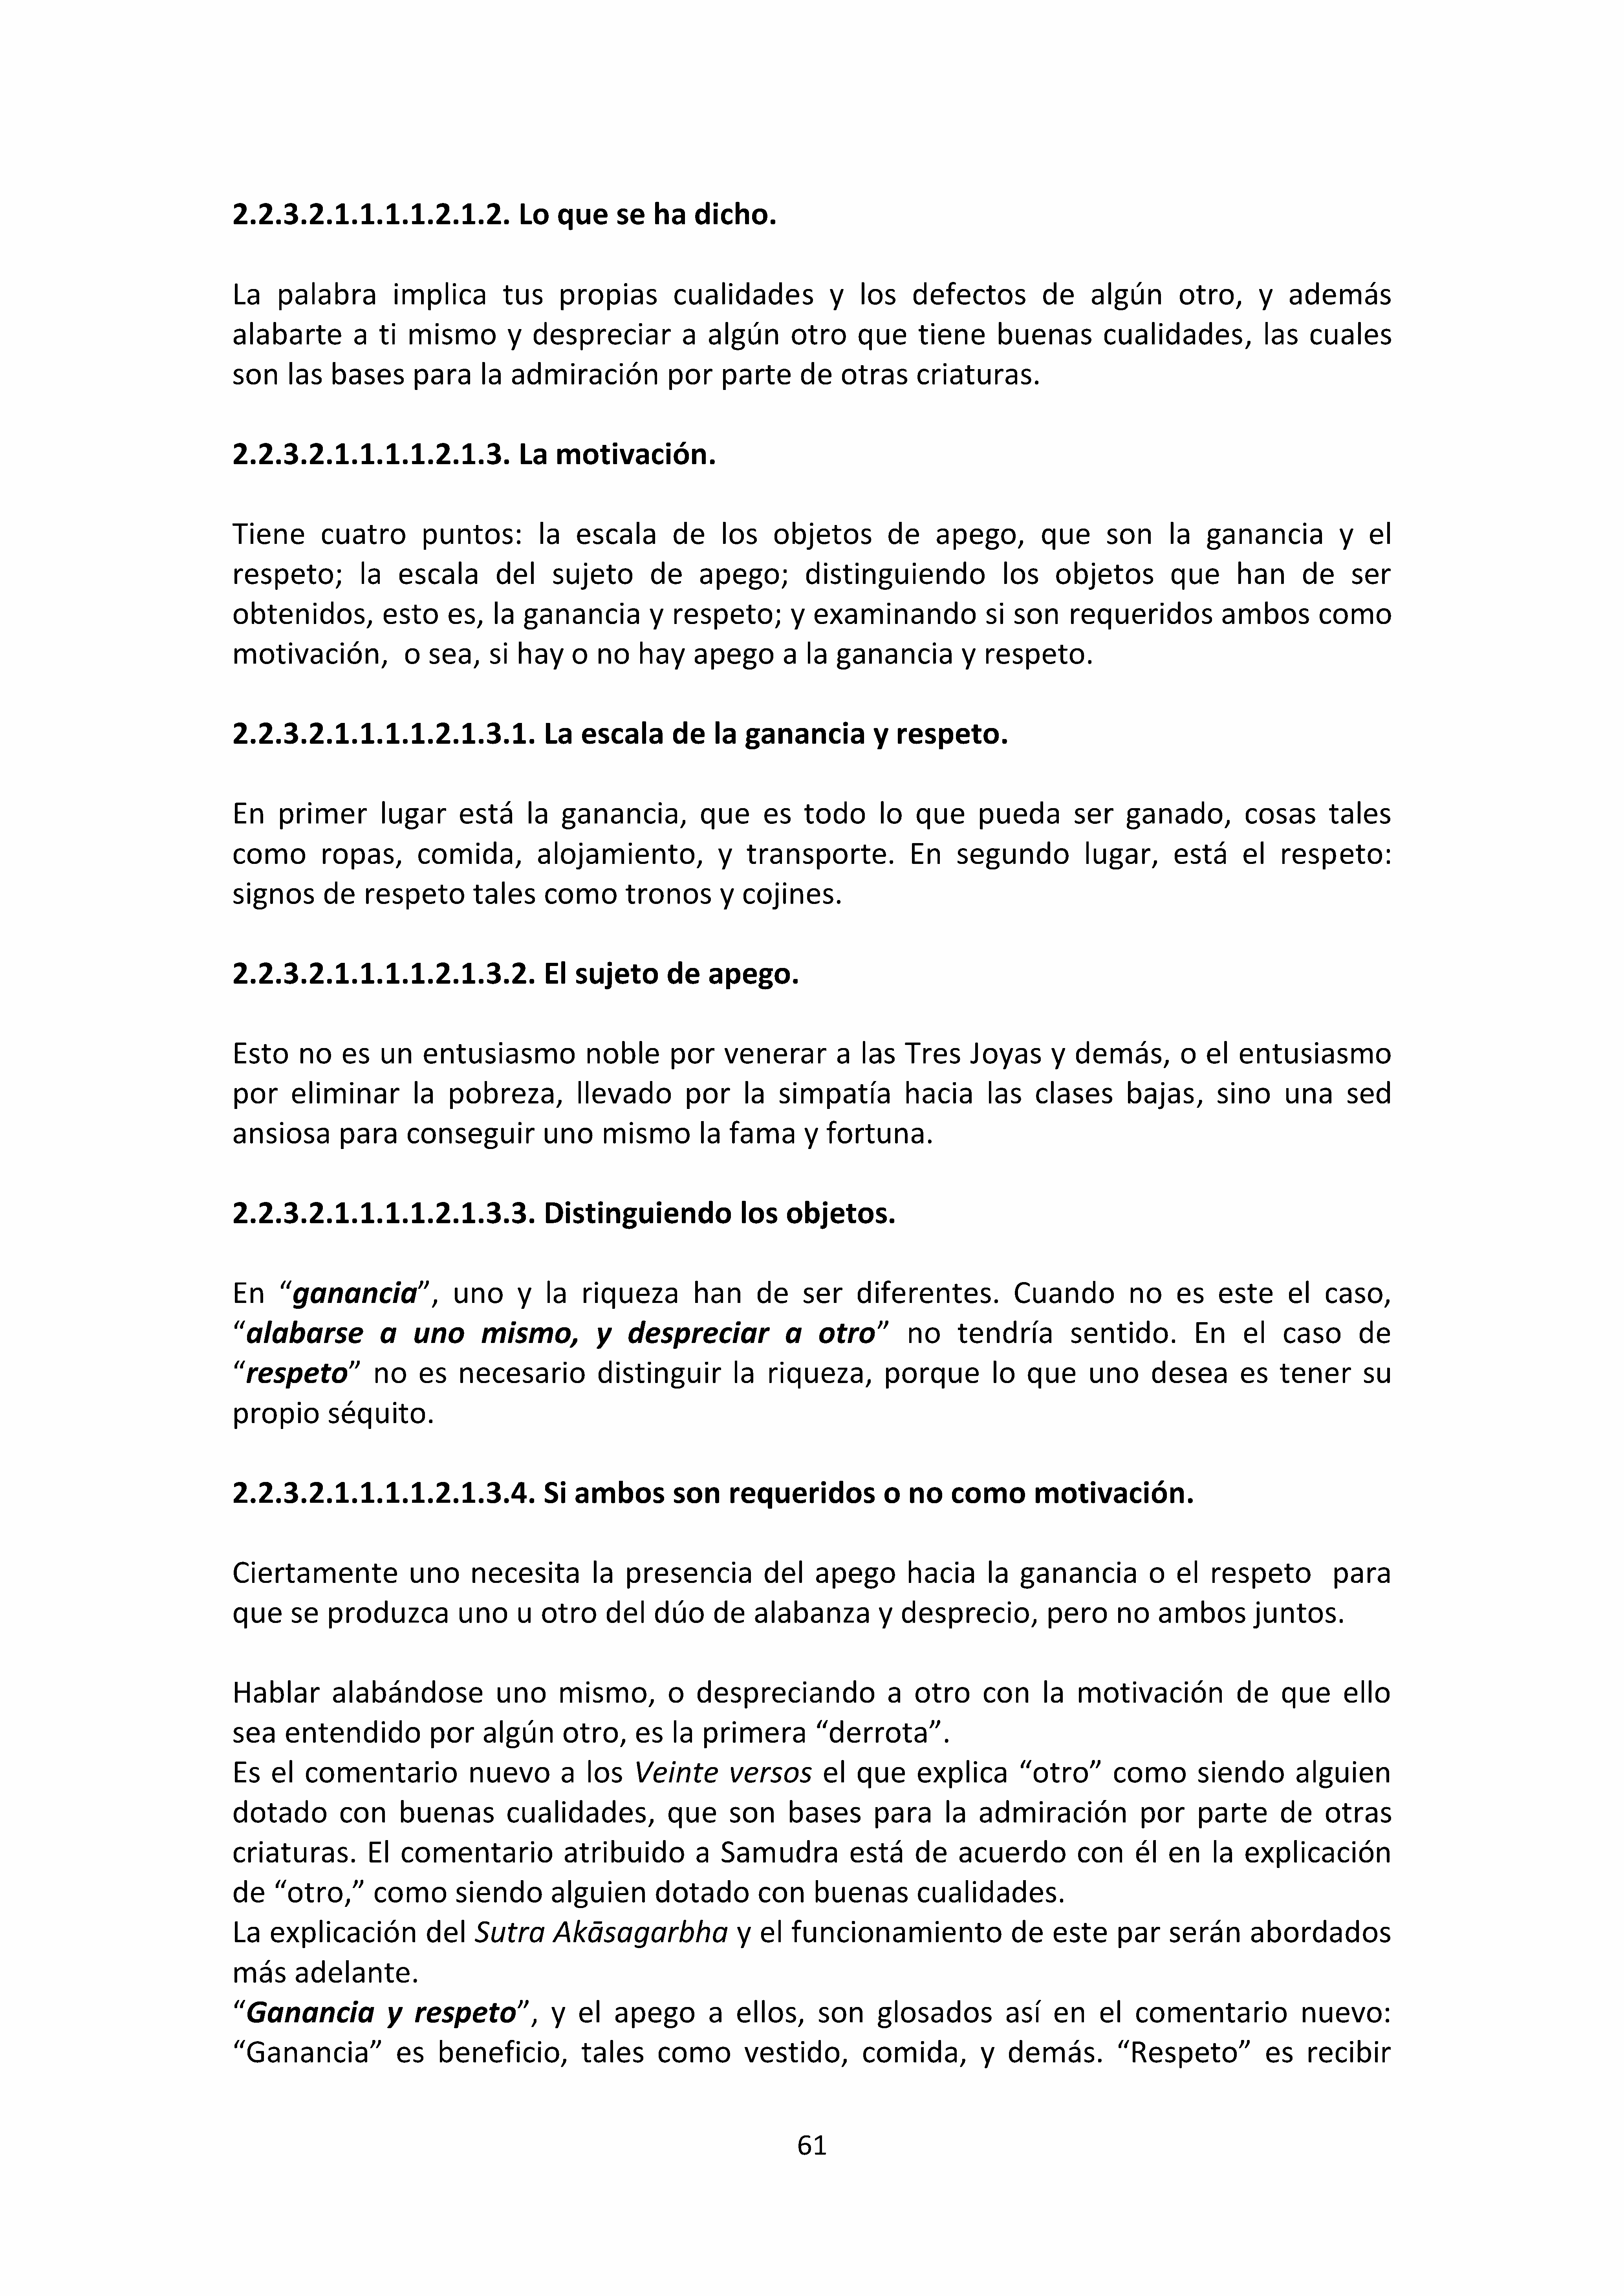 2.2.3.2.1.1.1.1.2.1.2. Lo que se ha dicho.
La palabra implica tus propias cualidades y los defectos de algún otro, y además
alabarte a ti mismo y despreciar a algún otro que tiene buenas cualidades, las cuales
son las bases para la admiración por parte de otras criaturas.
2.2.3.2.1.1.1.1.2.1.3. La motivación.
Tiene cuatro puntos: la escala de los objetos de apego, que son la ganancia y el
respeto; la escala del sujeto de apego; distinguiendo los objetos que han de ser
obtenidos, esto es, la ganancia y respeto; y examinando si son requeridos ambos como
motivación, o sea, si hay o no hay apego a la ganancia y respeto.
2.2.3.2.1.1.1.1.2.1.3.1. La escala de la ganancia y respeto.
En primer lugar está la ganancia, que es todo lo que pueda ser ganado, cosas tales
como ropas, comida, alojamiento, y transporte. En segundo lugar, está el respeto:
signos de respeto tales como tronos y cojines.
2.2.3.2.1.1.1.1.2.1.3.2. El sujeto de apego.
Esto no es un entusiasmo noble por venerar a las Tres Joyas y demás, o el entusiasmo
por eliminar la pobreza, llevado por la simpatía hacia las clases bajas, sino una sed
ansiosa para conseguir uno mismo la fama y fortuna.
2.2.3.2.1.1.1.1.2.1.3.3. Distinguiendo los objetos.
En “ganancia”, uno y la riqueza han de ser diferentes. Cuando no es este el caso,
“alabarse a uno mismo, y despreciar a otro” no tendría sentido. En el caso de
“respeto” no es necesario distinguir la riqueza, porque lo que uno desea es tener su
propio séquito.
2.2.3.2.1.1.1.1.2.1.3.4. Si ambos son requeridos o no como motivación.
Ciertamente uno necesita la presencia del apego hacia la ganancia o el respeto para
que se produzca uno u otro del dúo de alabanza y desprecio, pero no ambos juntos.
Hablar alabándose uno mismo, o despreciando a otro con la motivación de que ello
sea entendido por algún otro, es la primera “derrota”.
Es el comentario nuevo a los Veinte versos el que explica “otro” como siendo alguien
dotado con buenas cualidades, que son bases para la admiración por parte de otras
criaturas. El comentario atribuido a Samudra está de acuerdo con él en la explicación
de “otro,” como siendo alguien dotado con buenas cualidades.
La explicación del Sutra Akāsagarbha y el funcionamiento de este par serán abordados
más adelante.
“Ganancia y respeto”, y el apego a ellos, son glosados así en el comentario nuevo:
“Ganancia” es beneficio, tales como vestido, comida, y demás. “Respeto” es recibir
61